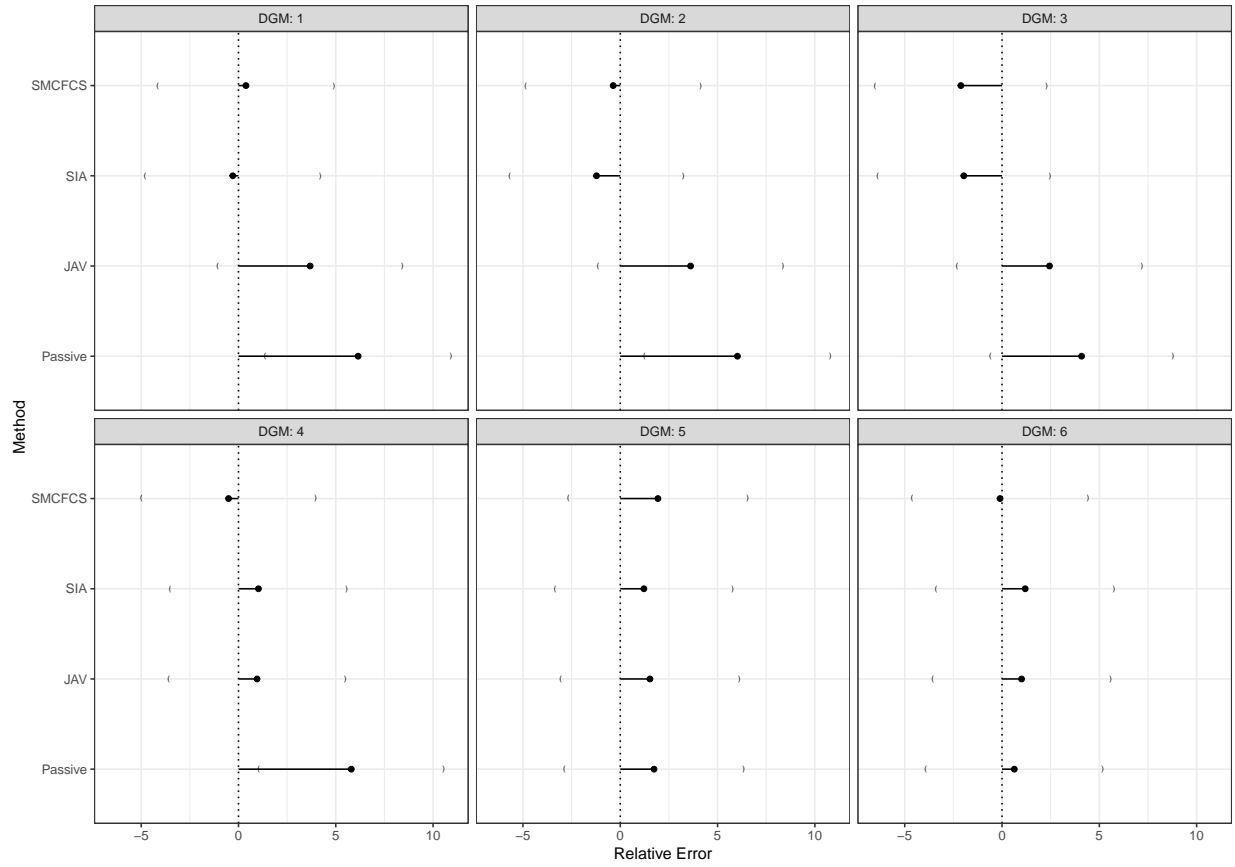 DGM: 1 DGM: 2 DGM: 3
SMCFCS
SIA
JAV
Passive
Method
DGM: 4 DGM: 5 DGM: 6
SMCFCS
SIA
JAV
Passive
−5 0 5 10 −5 0 5 10 −5 0 5 10
Relative Error